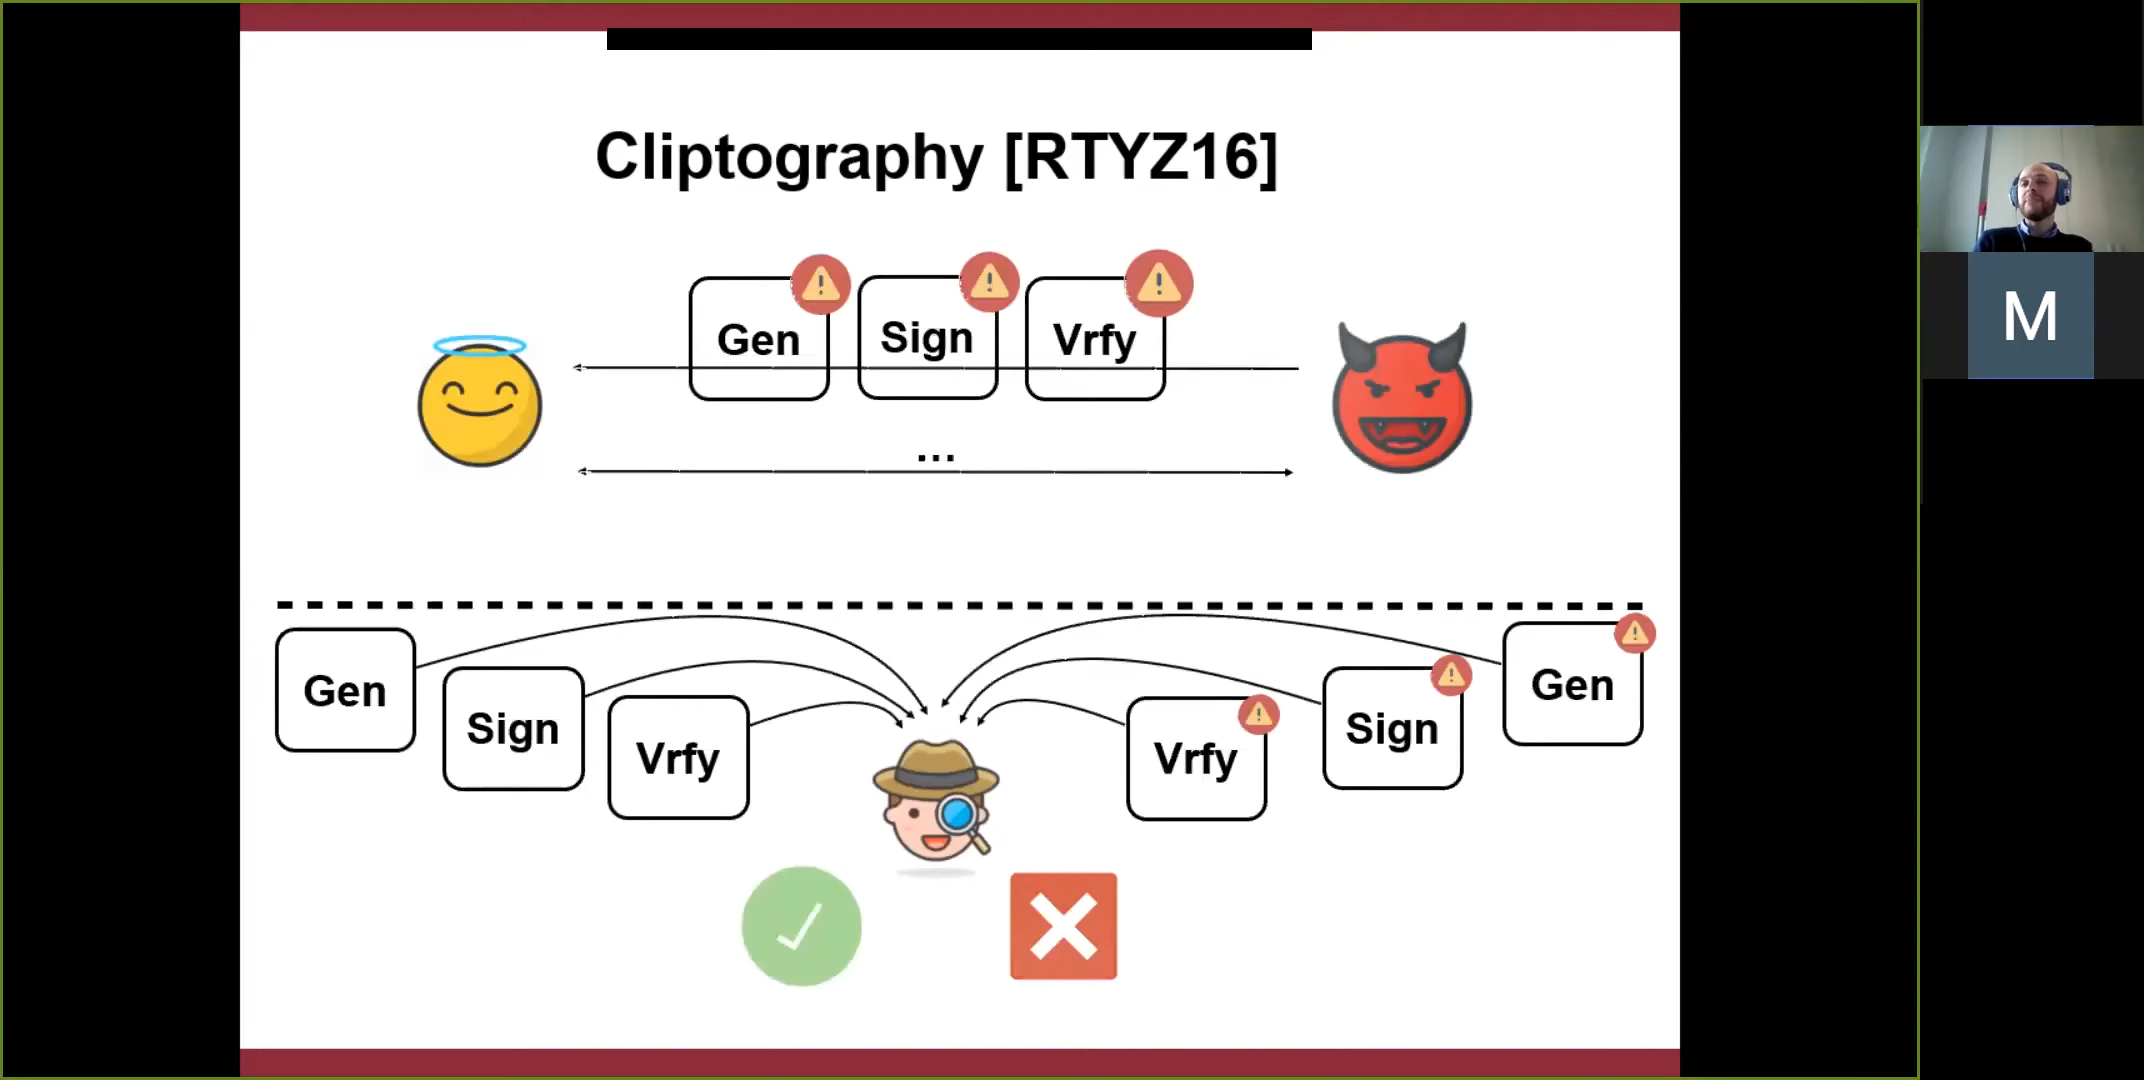 Cliptography [RTYZ16]
Gen Sign Vrfy
...
Gen Sign Vrfy Vrfy Sign Gen
M